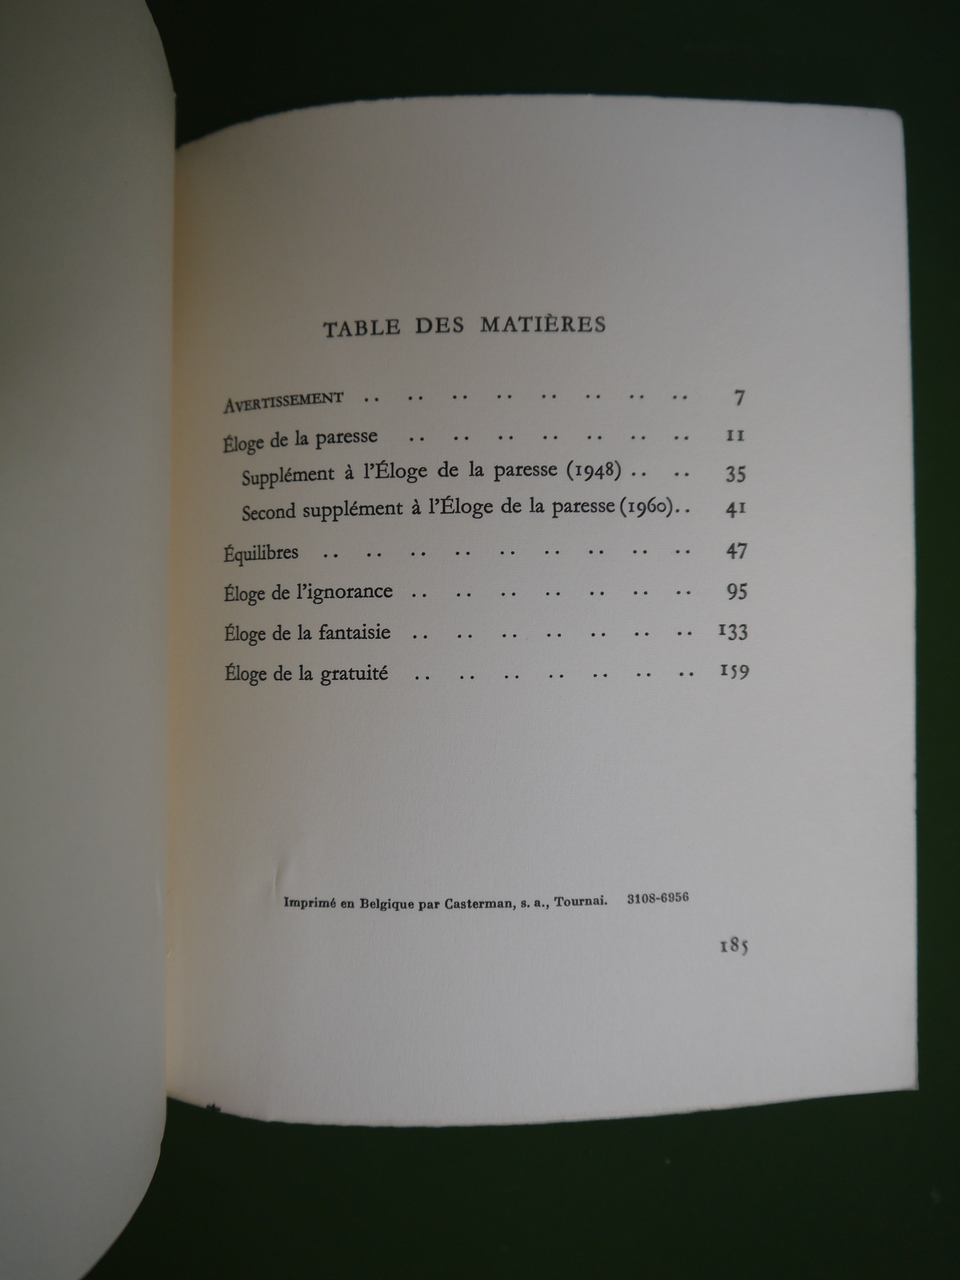 TABLE DES MATIÈRES
AVERTISSEMENT .. .. .. .. .. .. .. .. 7
Éloge de la paresse .. .. .. .. .. .. .. 11
Supplément à l'Éloge de la paresse (1948) .. .. 35
Second supplément à l'Éloge de la paresse (1960).. 41
Équilibres .. .. .. .. .. .. .. .. .. 47
Éloge de l'ignorance .. .. .. .. .. .. .. 95
Éloge de la fantaisie .. .. .. .. .. .. .. 133
Éloge de la gratuité .. .. .. .. .. .. .. 159
Imprimé en Belgique par Casterman, s. a., Tournai. 3108-6956
185